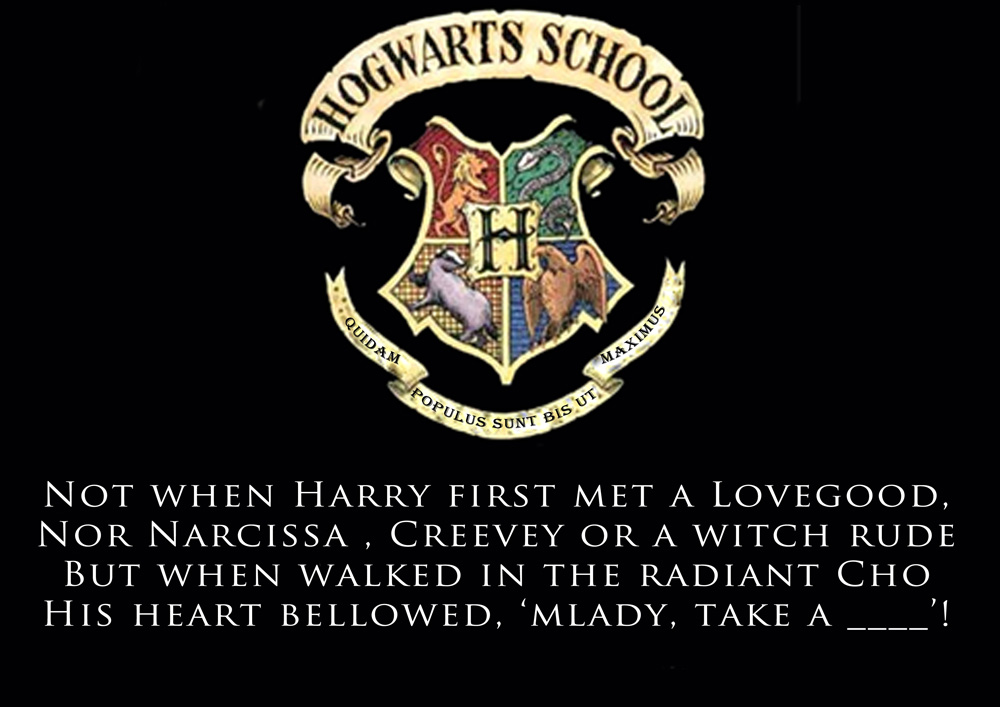 HOGWARTS SCHOOL
H
QUIDAM POPULUS SUNT BIS UT MAXIMUS
NOT WHEN HARRY FIRST MET A LOVEGOOD,
NOR NARCISSA , CREEVEY OR A WITCH RUDE
BUT WHEN WALKED IN THE RADIANT CHO
HIS HEART BELLOWED, ‘MLADY, TAKE A ____’!